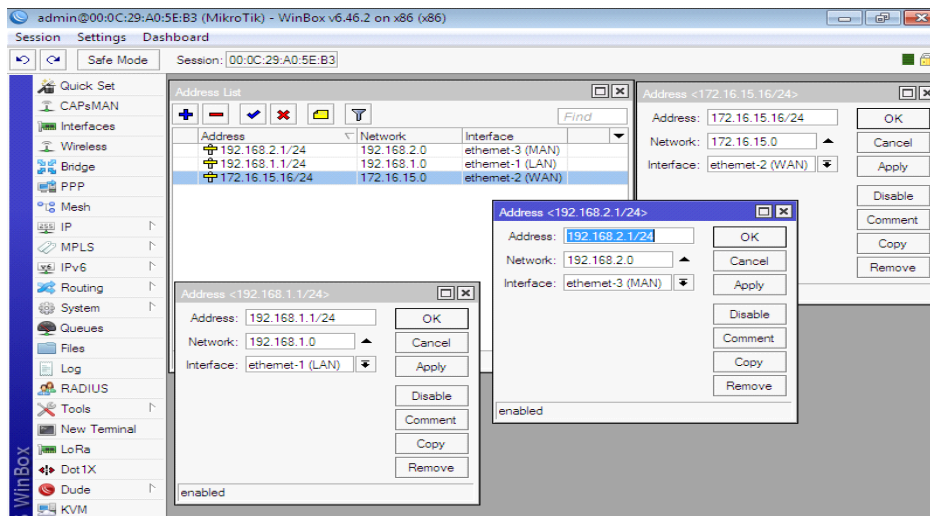 admin@00:0C:29:A0:5E:B3 (MikroTik) - WinBox v6.46.2 on x86 (x86)
Session Settings Dashboard
Safe Mode Session: 00:0C:29:A0:5E:B3
WinBox
Quick Set
CAPsMAN
Interfaces
Wireless
Bridge
PPP
Mesh
IP
MPLS
IPv6
Routing
System
Queues
Files
Log
RADIUS
Tools
New Terminal
LoRa
Dot1X
Dude
KVM
Address List
Find
Address Network Interface
192.168.2.1/24 192.168.2.0 ethernet-3 (MAN)
192.168.1.1/24 192.168.1.0 ethernet-1 (LAN)
172.16.15.16/24 172.16.15.0 ethernet-2 (WAN)
Address <172.16.15.16/24>
Address: 172.16.15.16/24 OK
Network: 172.16.15.0 Cancel
Interface: ethernet-2 (WAN) Apply
Disable
Comment
Copy
Remove
Address <192.168.2.1/24>
Address: 192.168.2.1/24 OK
Network: 192.168.2.0 Cancel
Interface: ethernet-3 (MAN) Apply
Disable
Comment
Copy
Remove
enabled
Address <192.168.1.1/24>
Address: 192.168.1.1/24 OK
Network: 192.168.1.0 Cancel
Interface: ethernet-1 (LAN) Apply
Disable
Comment
Copy
Remove
enabled